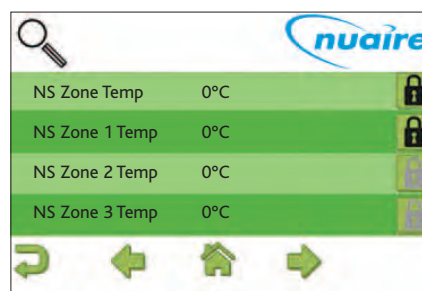 nuaire
NS Zone Temp 0°C
NS Zone 1 Temp 0°C
NS Zone 2 Temp 0°C
NS Zone 3 Temp 0°C